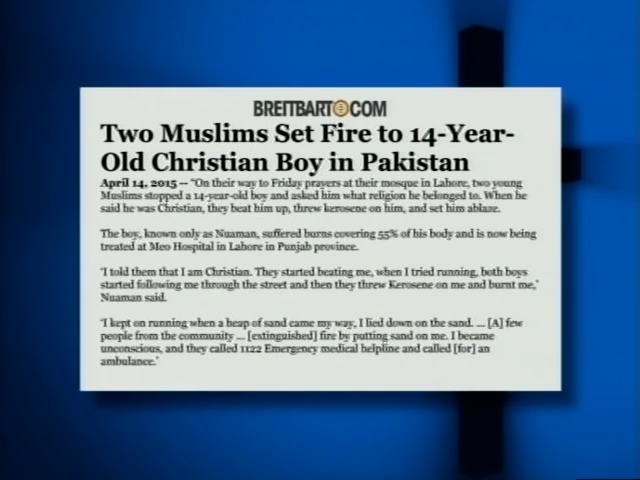 BREITBART.COM
Two Muslims Set Fire to 14-Year-
Old Christian Boy in Pakistan
April 14, 2015 -- "On their way to Friday prayers at their mosque in Lahore, two young
Muslims stopped a 14-year-old boy and asked him what religion he belonged to. When he
said he was Christian, they beat him up, threw kerosene on him, and set him ablaze.
The boy, known only as Nuaman, suffered burns covering 55% of his body and is now being
treated at Meo Hospital in Lahore in Punjab province.
'I told them that I am Christian. They started beating me, when I tried running, both boys
started following me through the street and then they threw Kerosene on me and burnt me,'
Nuaman said.
'I kept on running when a heap of sand came my way, I lied down on the sand. ... [A] few
people from the community ... [extinguished] fire by putting sand on me. I became
unconscious, and they called 1122 Emergency medical helpline and called [for] an
ambulance.'